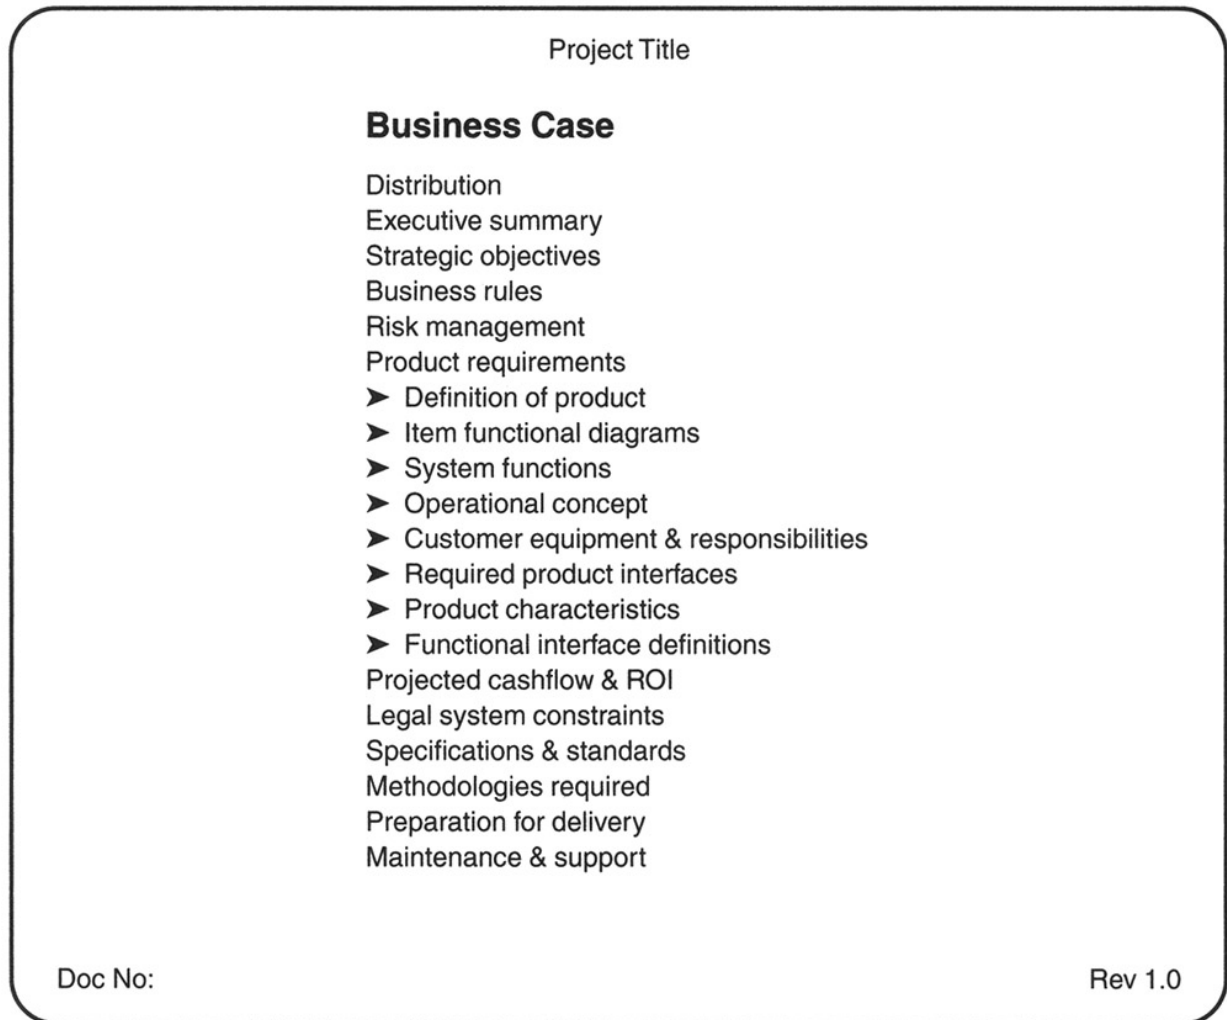 Project Title
Business Case
Distribution
Executive summary
Strategic objectives
Business rules
Risk management
Product requirements
➤ Definition of product
➤ Item functional diagrams
➤ System functions
➤ Operational concept
➤ Customer equipment & responsibilities
➤ Required product interfaces
➤ Product characteristics
➤ Functional interface definitions
Projected cashflow & ROI
Legal system constraints
Specifications & standards
Methodologies required
Preparation for delivery
Maintenance & support
Doc No:
Rev 1.0